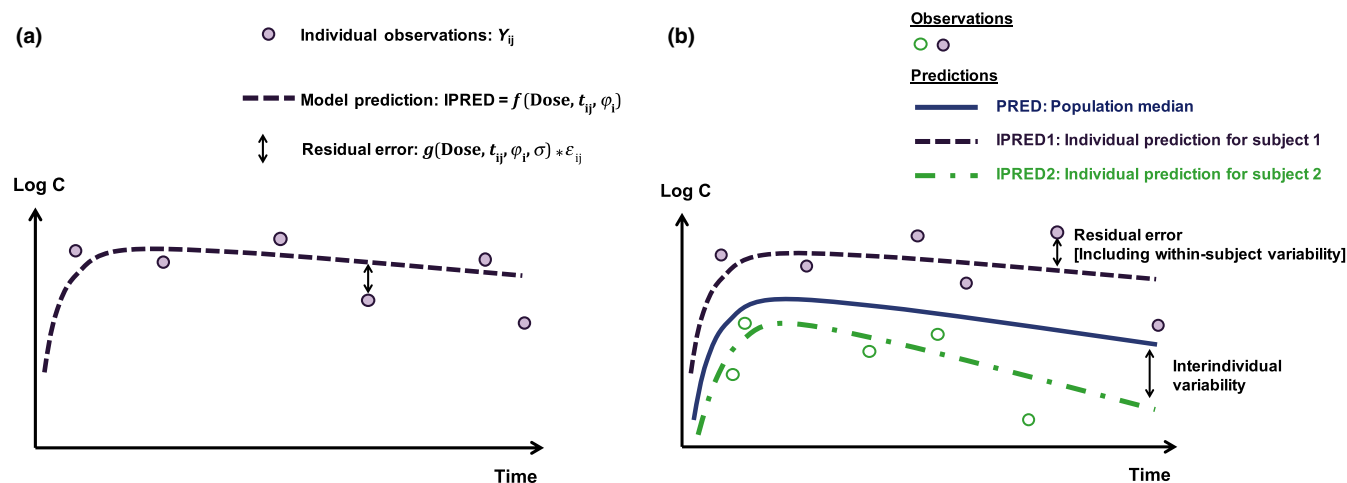 (a)
Individual observations: Yij
Model prediction: IPRED = f(Dose, tij, φi)
Residual error: g(Dose, tij, φi, σ) * εij
Log C
Time
(b)
Observations
Predictions
PRED: Population median
IPRED1: Individual prediction for subject 1
IPRED2: Individual prediction for subject 2
Log C
Residual error
[Including within-subject variability]
Interindividual
variability
Time